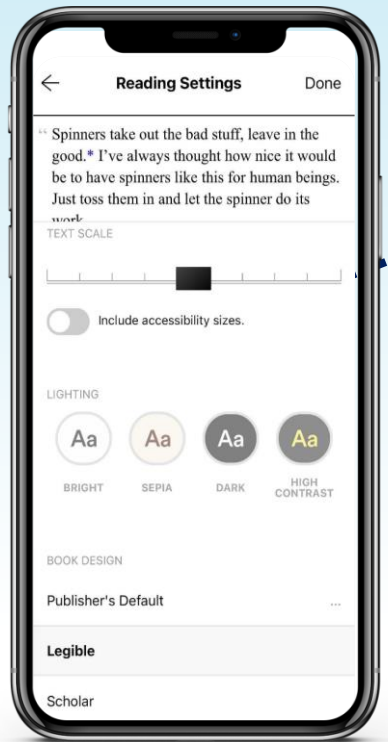 ← Reading Settings Done
“ Spinners take out the bad stuff, leave in the
good.* I’ve always thought how nice it would
be to have spinners like this for human beings.
Just toss them in and let the spinner do its
work
TEXT SCALE
Include accessibility sizes.
LIGHTING
Aa Aa Aa Aa
BRIGHT SEPIA DARK HIGH
CONTRAST
BOOK DESIGN
Publisher's Default ...
Legible
Scholar